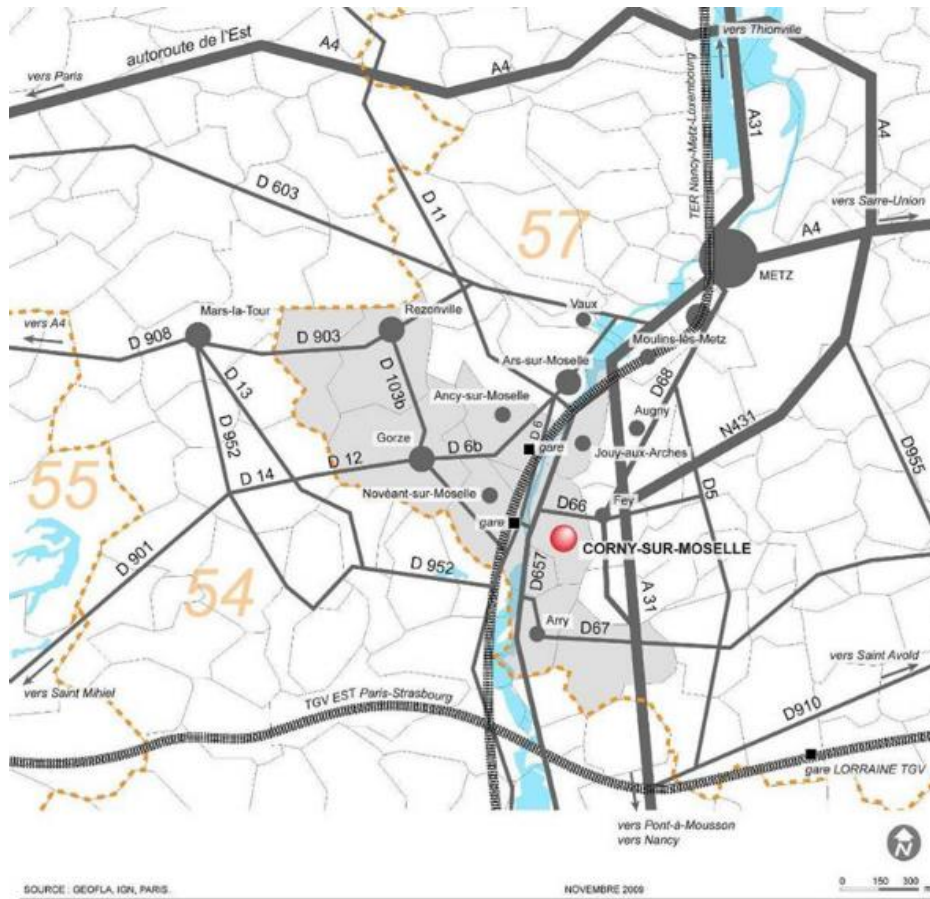 vers Thionville
autoroute de l'Est
A4
A4
vers Paris
A31
A4
TER Nancy-Metz-Luxembourg
D 603
D 11
57
vers Sarre-Union
A4
METZ
Vaux
Mars-la-Tour
Rezonville
vers A4
D 908
D 903
Moulins-lès-Metz
Ars-sur-Moselle
D 13
D 103b
D68
Ancy-sur-Moselle
Augny
N431
D 952
Gorze
D 6b
D 6
gare
Jouy-aux-Arches
D955
D 12
D 14
55
Novéant-sur-Moselle
D66
Fey
D5
gare
CORNY-SUR-MOSELLE
D 901
D 952
D657
54
A 31
Arry
D67
vers Saint Avold
vers Saint Mihiel
TGV EST Paris-Strasbourg
D910
gare LORRAINE TGV
vers Pont-à-Mousson
vers Nancy
N
SOURCE : GEOFLA, IGN, PARIS.
NOVEMBRE 2009
0 150 300 m